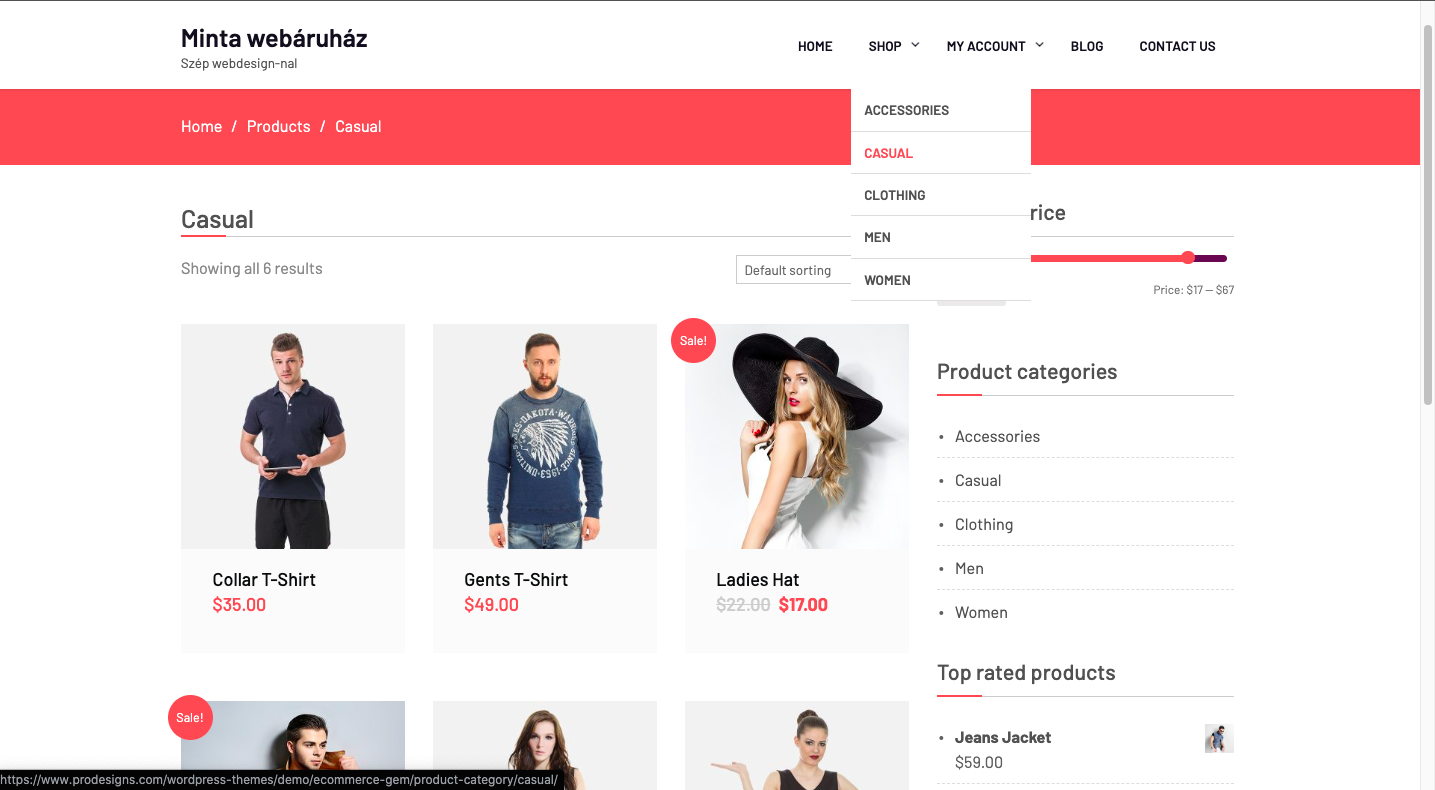 Minta webáruház
Szép webdesign-nal
HOME SHOP MY ACCOUNT BLOG CONTACT US
ACCESSORIES
CASUAL
CLOTHING
MEN
WOMEN
Home / Products / Casual
Casual
Showing all 6 results
Default sorting
rice
Price: $17 — $67
Sale!
Collar T-Shirt
$35.00
Gents T-Shirt
$49.00
Ladies Hat
$22.00 $17.00
Product categories
• Accessories
• Casual
• Clothing
• Men
• Women
Top rated products
• Jeans Jacket
$59.00
Sale!
https://www.prodesigns.com/wordpress-themes/demo/ecommerce-gem/product-category/casual/